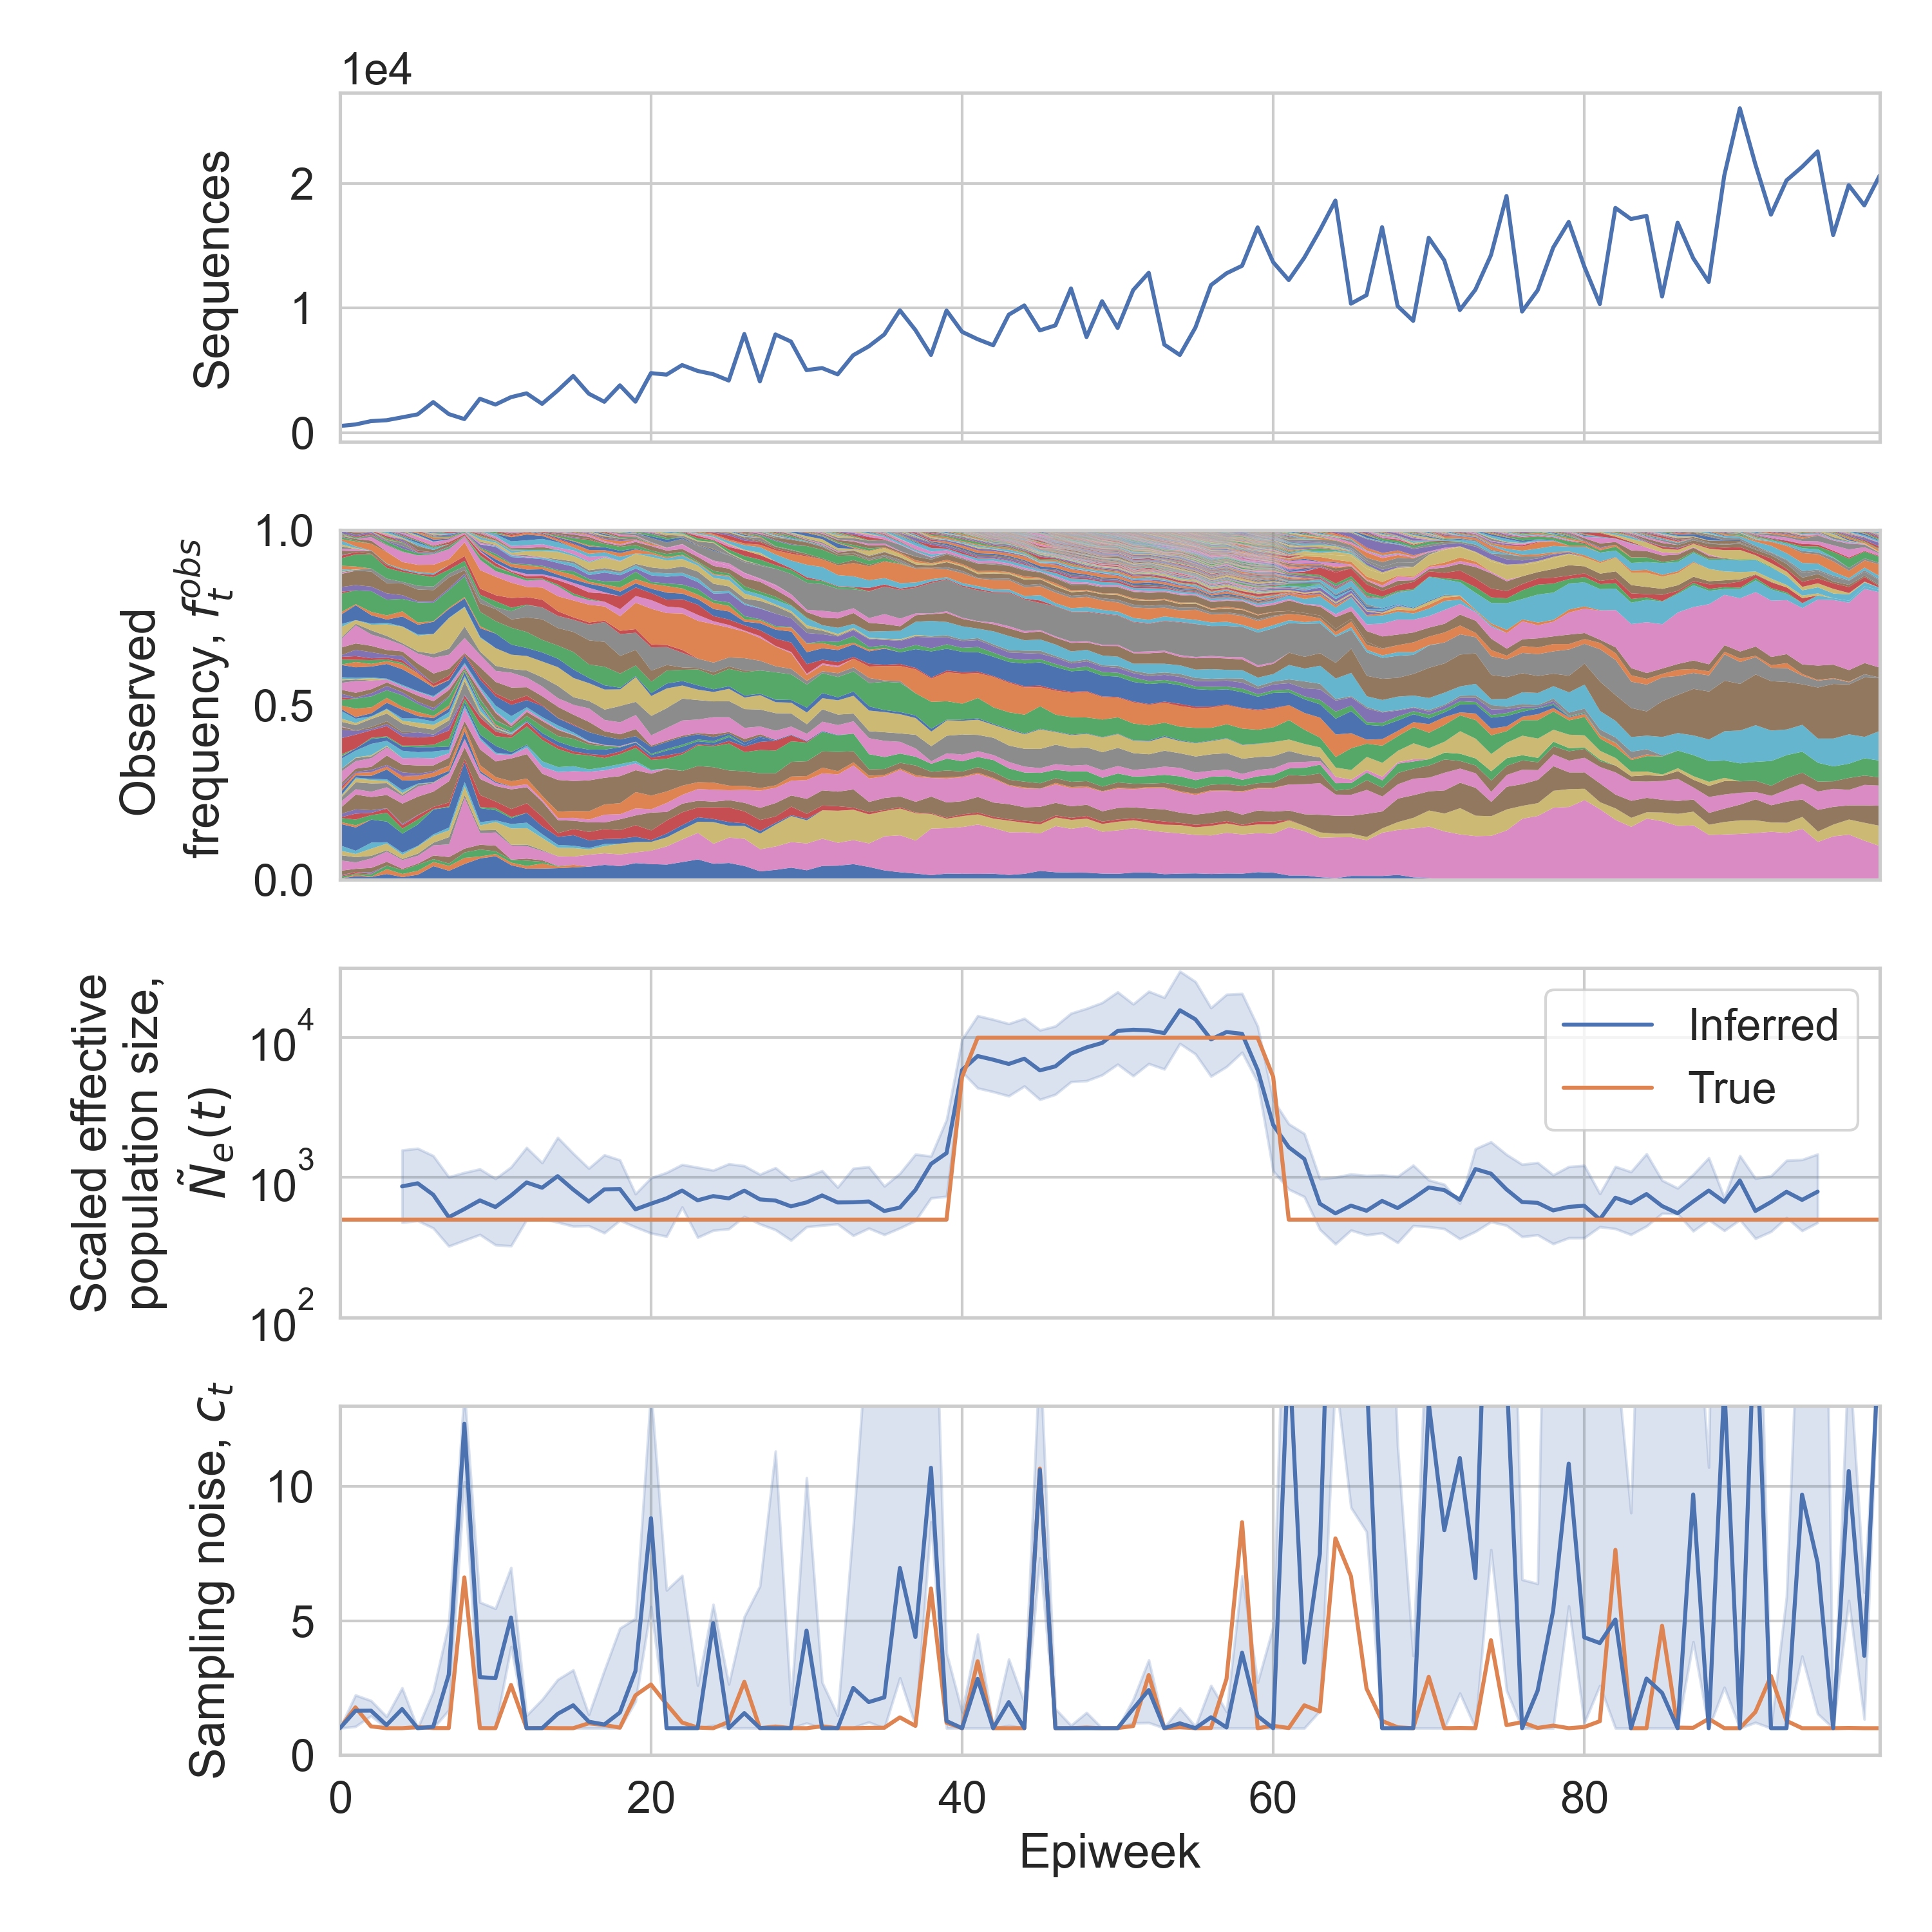 1e4
Sequences
2
1
0
Observed
frequency, f_t^obs
1.0
0.5
0.0
Scaled effective
population size,
Ñ_e(t)
10^4
10^3
10^2
Inferred
True
Sampling noise, c_t
10
5
0
0 20 40 60 80
Epiweek